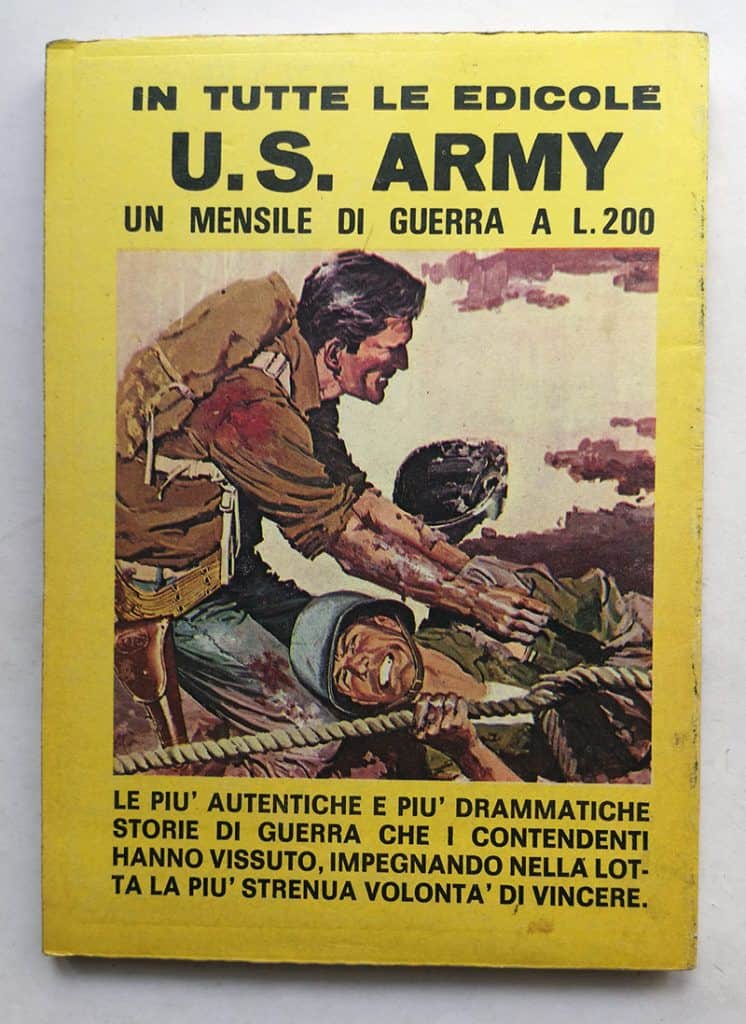 IN TUTTE LE EDICOLE
U.S. ARMY
UN MENSILE DI GUERRA A L.200
LE PIU' AUTENTICHE E PIU' DRAMMATICHE
STORIE DI GUERRA CHE I CONTENDENTI
HANNO VISSUTO, IMPEGNANDO NELLA LOT-
TA LA PIU' STRENUA VOLONTA' DI VINCERE.